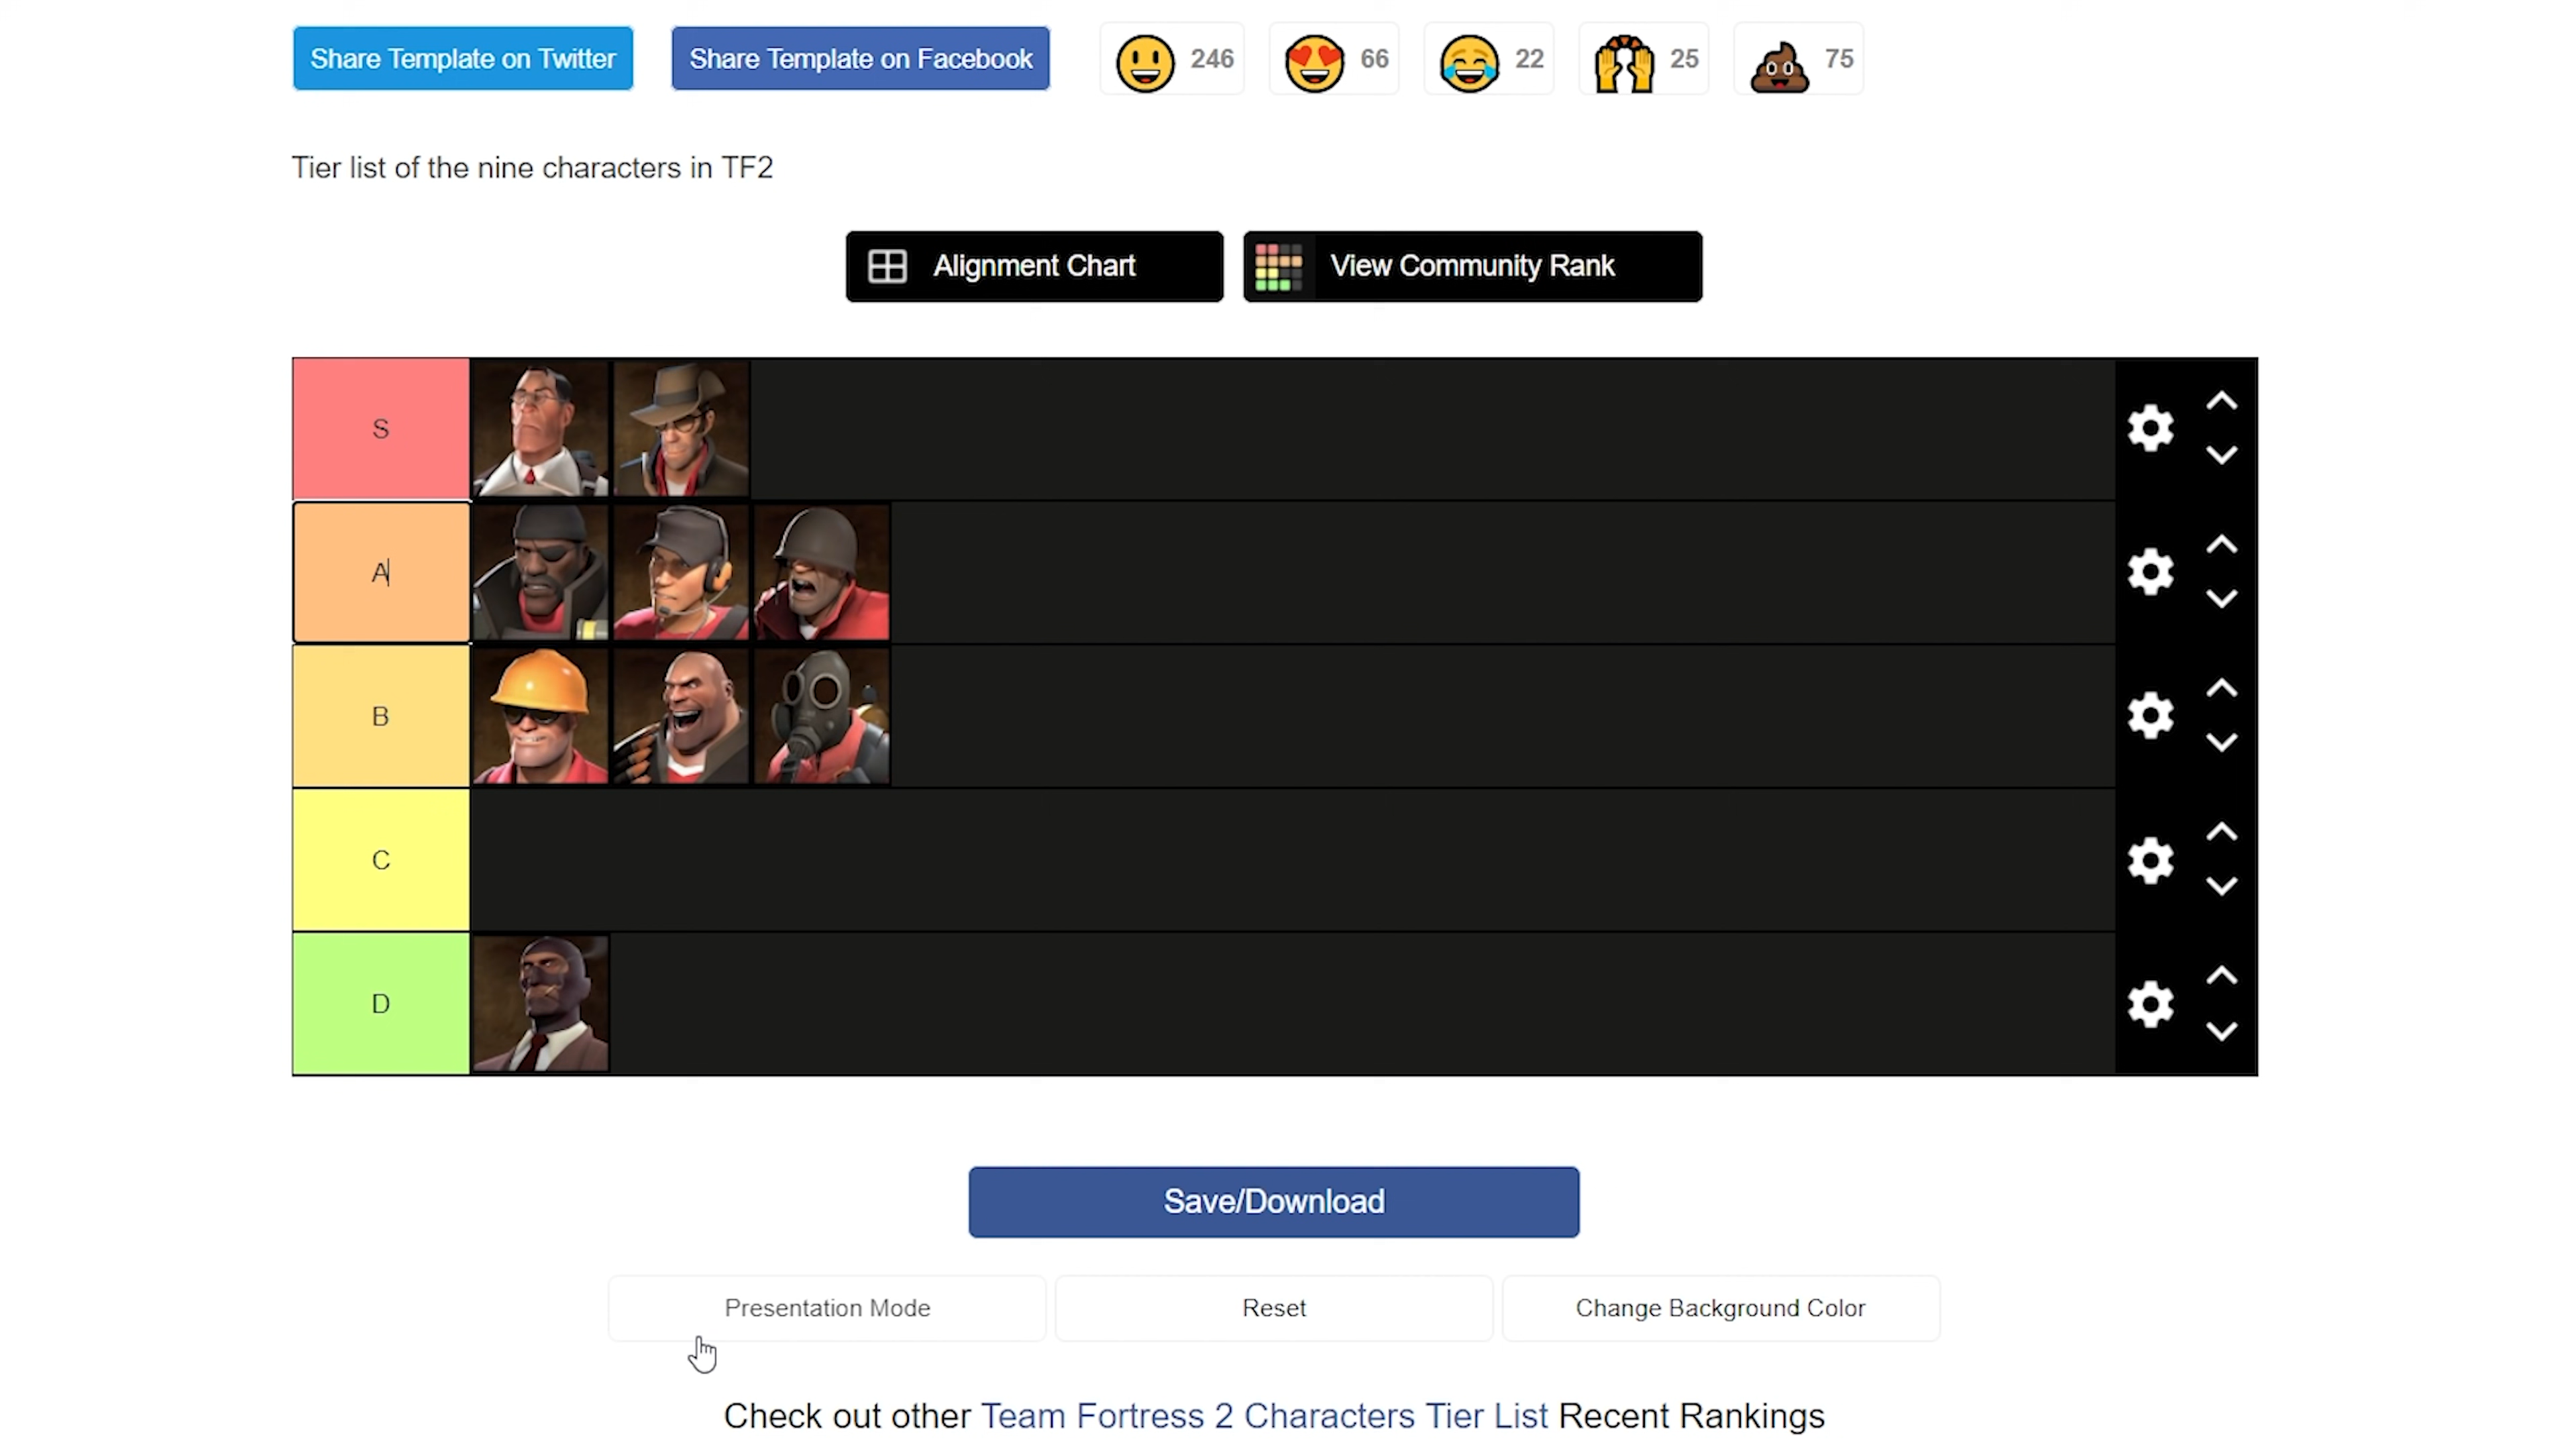 Share Template on Twitter Share Template on Facebook 246 66 22 25 75
Tier list of the nine characters in TF2
Alignment Chart View Community Rank
S
A
B
C
D
Save/Download
Presentation Mode Reset Change Background Color
Check out other Team Fortress 2 Characters Tier List Recent Rankings